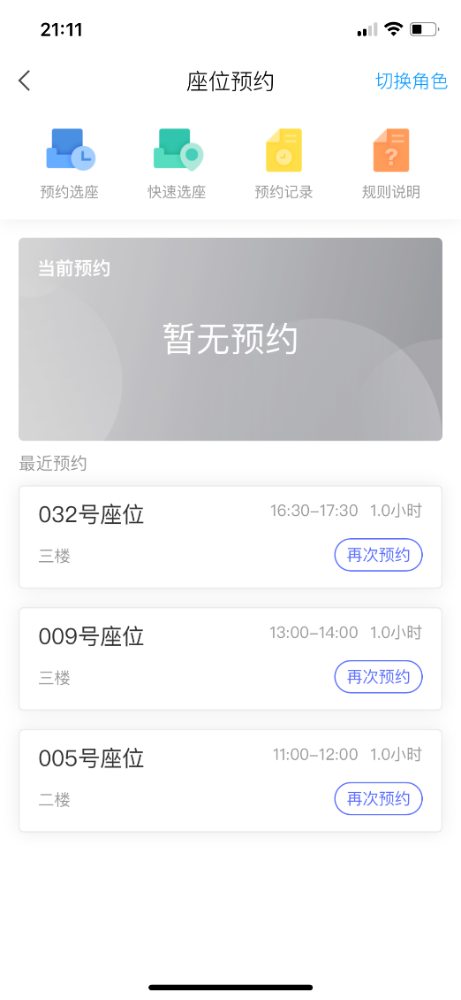 21:11
座位预约
切换角色
预约选座
快速选座
预约记录
规则说明
当前预约
暂无预约
最近预约
032号座位
16:30-17:30 1.0小时
三楼
再次预约
009号座位
13:00-14:00 1.0小时
三楼
再次预约
005号座位
11:00-12:00 1.0小时
二楼
再次预约